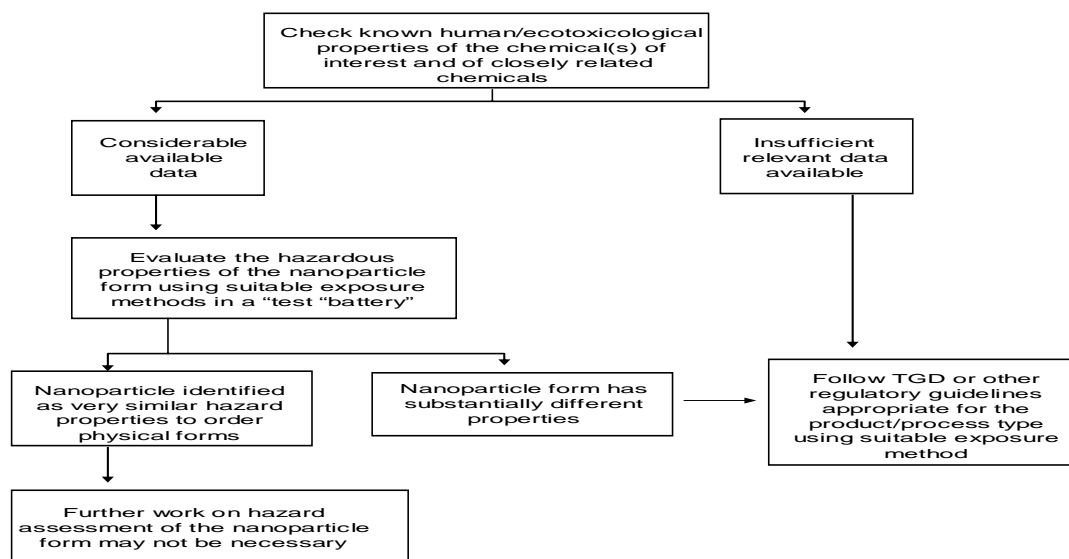 Check known human/ecotoxicological
properties of the chemical(s) of
interest and of closely related
chemicals
Considerable
available
data
Insufficient
relevant data
available
Evaluate the hazardous
properties of the nanoparticle
form using suitable exposure
methods in a “test “battery”
Nanoparticle identified
as very similar hazard
properties to order
physical forms
Nanoparticle form has
substantially different
properties
Follow TGD or other
regulatory guidelines
appropriate for the
product/process type
using suitable exposure
method
Further work on hazard
assessment of the nanoparticle
form may not be necessary